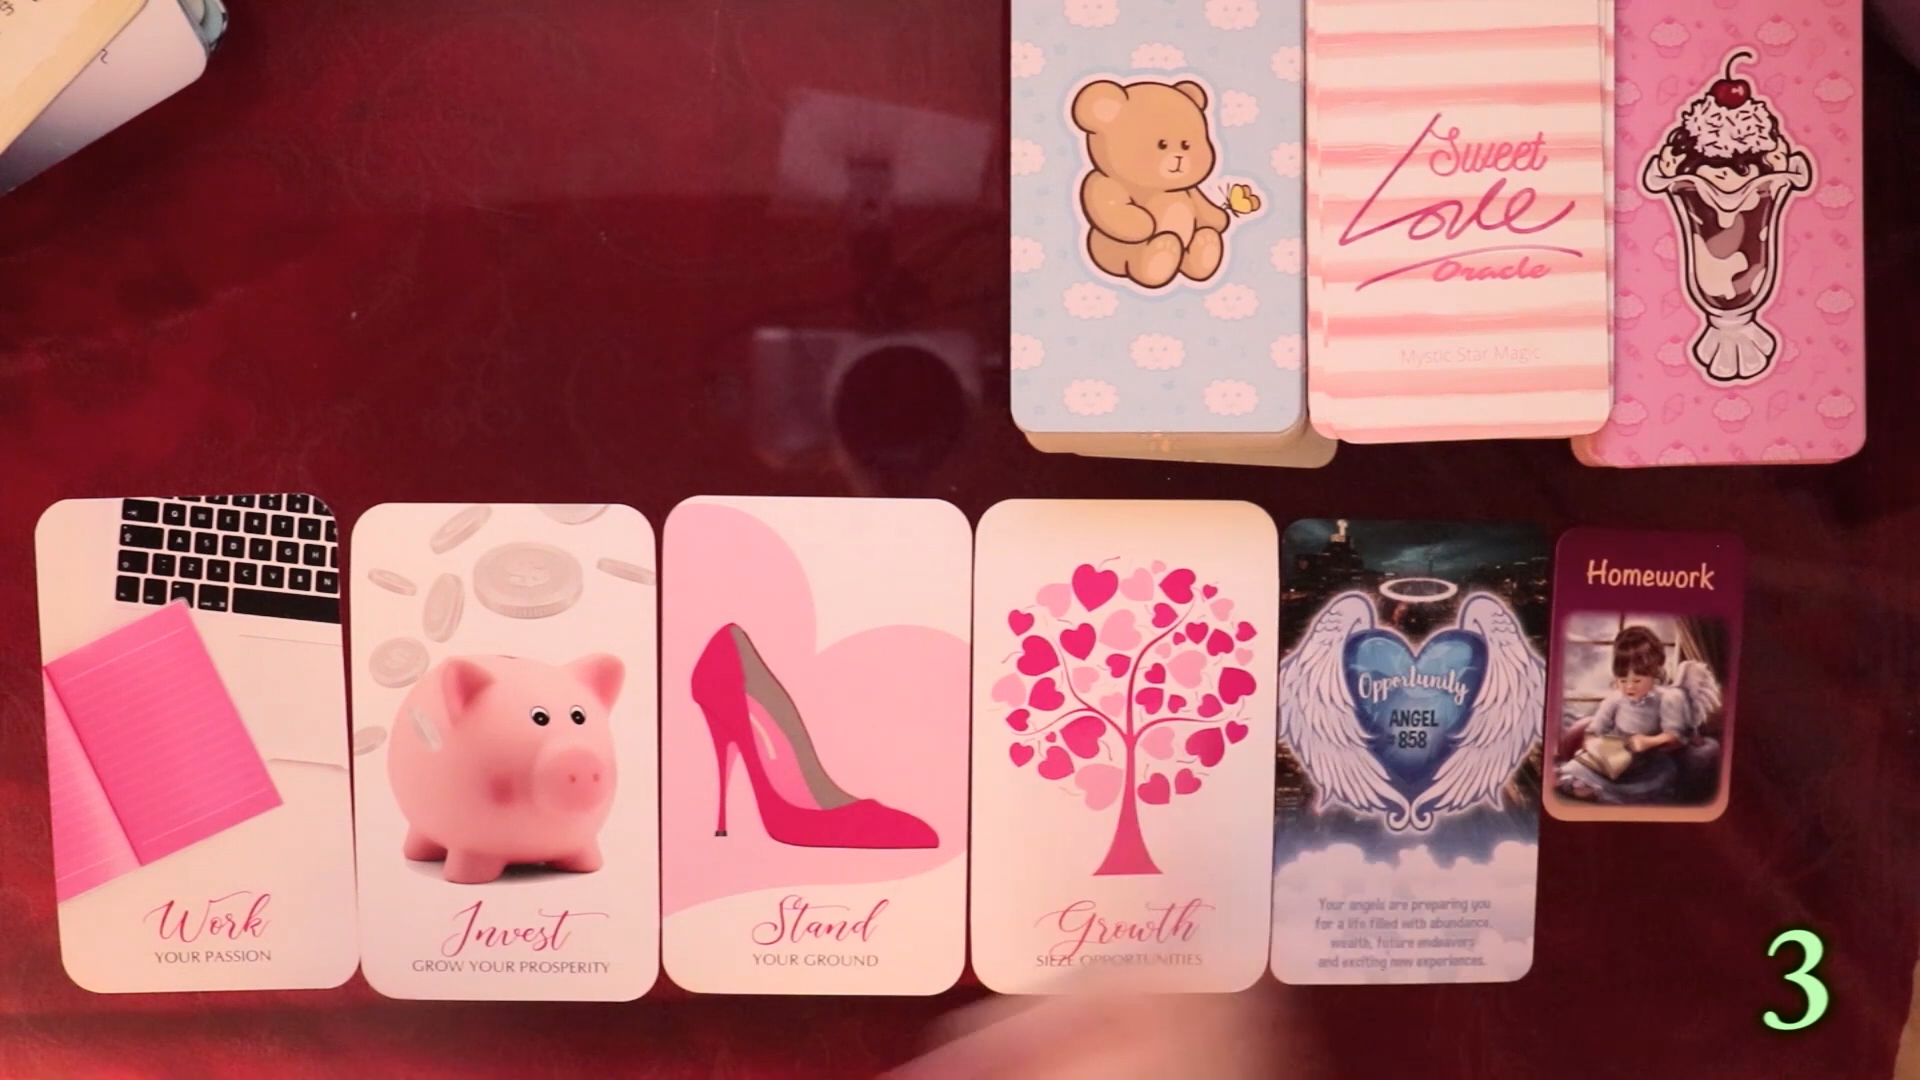 Sweet
Love
Oracle
Mystic Star Magic
Q W E R T Y
A S D F G H
Z X C V B N
Work
YOUR PASSION
Invest
GROW YOUR PROSPERITY
Stand
YOUR GROUND
Growth
SIEZE OPPORTUNITIES
Opportunity
ANGEL
#858
Your angels are preparing you
for a life filled with abundance,
wealth, future endeavors
and exciting new experiences.
Homework
3